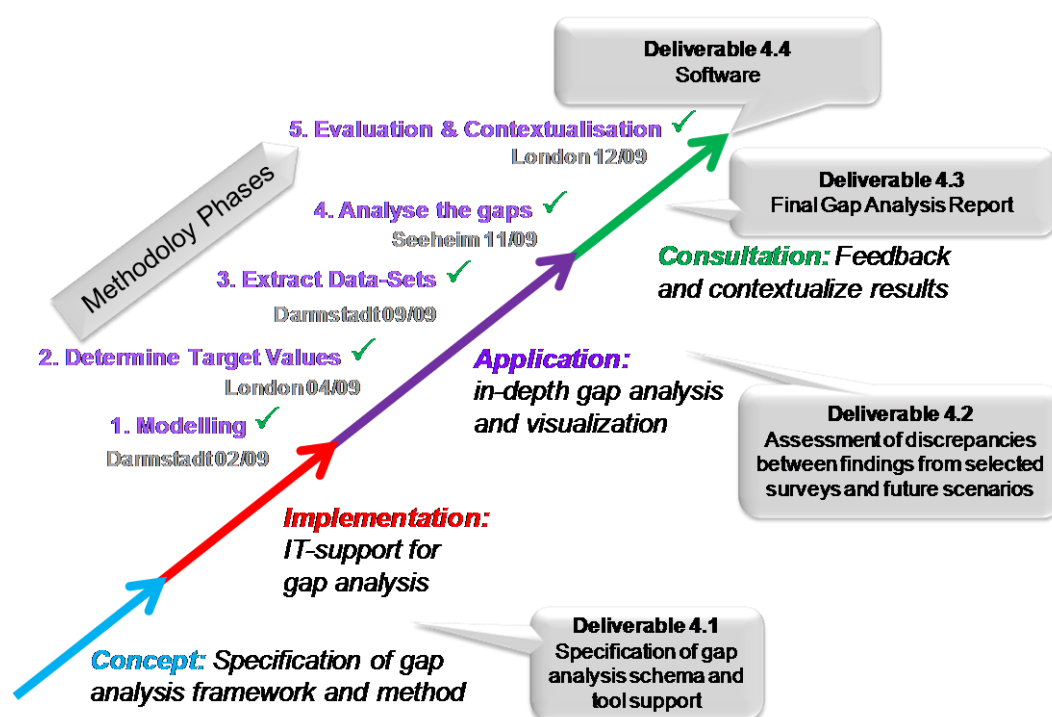 Deliverable 4.4
Software
5. Evaluation & Contextualisation
London 12/09
Methodoloy Phases
Deliverable 4.3
Final Gap Analysis Report
4. Analyse the gaps
Seeheim 11/09
Consultation: Feedback
and contextualize results
3. Extract Data-Sets
Darmstadt 09/09
2. Determine Target Values
London 04/09
Application:
in-depth gap analysis
and visualization
Deliverable 4.2
Assessment of discrepancies
between findings from selected
surveys and future scenarios
1. Modelling
Darmstadt 02/09
Implementation:
IT-support for
gap analysis
Deliverable 4.1
Specification of gap
analysis schema and
tool support
Concept: Specification of gap
analysis framework and method